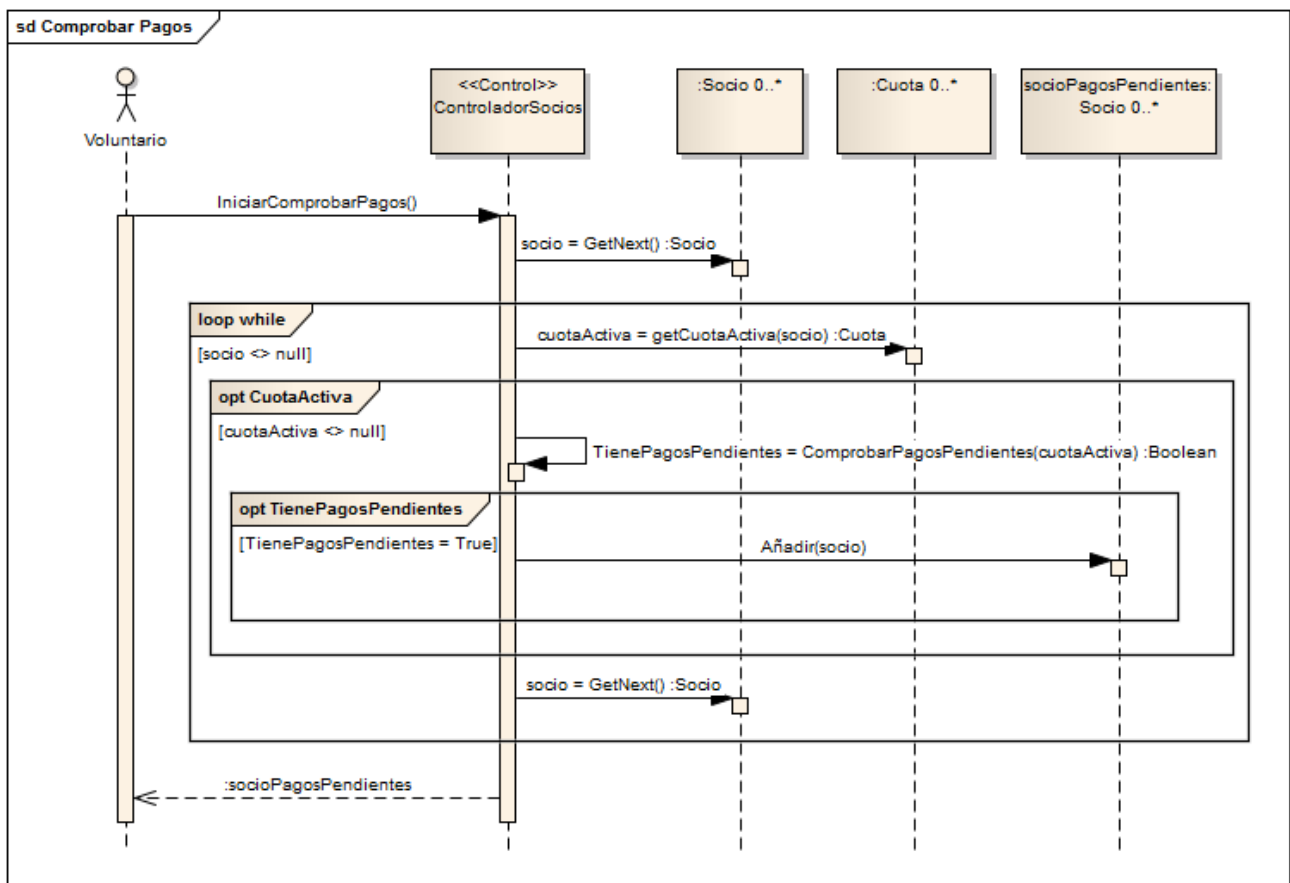 sd Comprobar Pagos
Voluntario
<<Control>>
ControladorSocios
:Socio 0..*
:Cuota 0..*
socioPagosPendientes:
Socio 0..*
IniciarComprobarPagos()
socio = GetNext() :Socio
loop while
[socio <> null]
cuotaActiva = getCuotaActiva(socio) :Cuota
opt CuotaActiva
[cuotaActiva <> null]
TienePagosPendientes = ComprobarPagosPendientes(cuotaActiva) :Boolean
opt TienePagosPendientes
[TienePagosPendientes = True]
Añadir(socio)
socio = GetNext() :Socio
:socioPagosPendientes